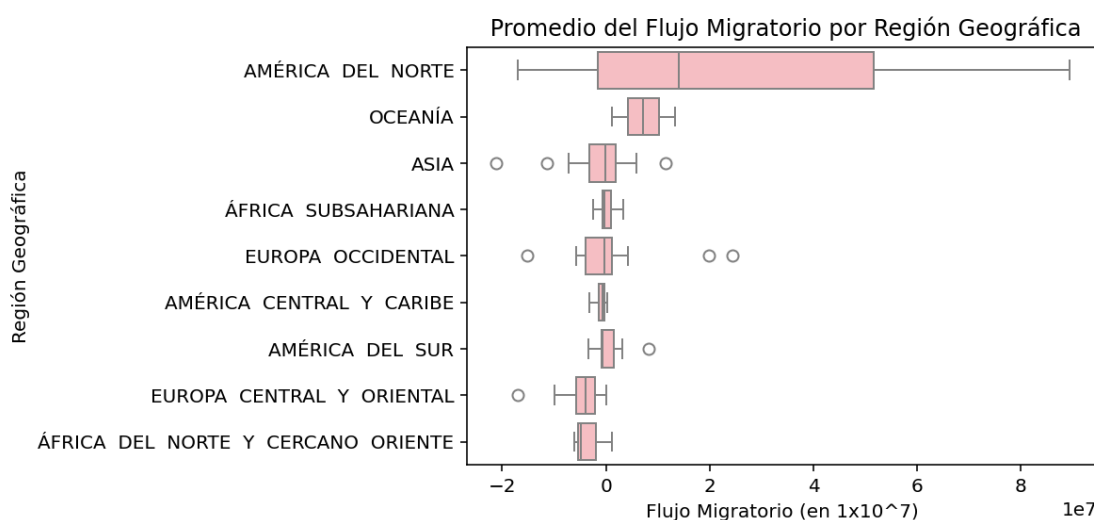 Promedio del Flujo Migratorio por Región Geográfica
Región Geográfica
AMÉRICA DEL NORTE
OCEANÍA
ASIA
ÁFRICA SUBSAHARIANA
EUROPA OCCIDENTAL
AMÉRICA CENTRAL Y CARIBE
AMÉRICA DEL SUR
EUROPA CENTRAL Y ORIENTAL
ÁFRICA DEL NORTE Y CERCANO ORIENTE
−2 0 2 4 6 8
1e7
Flujo Migratorio (en 1x10^7)